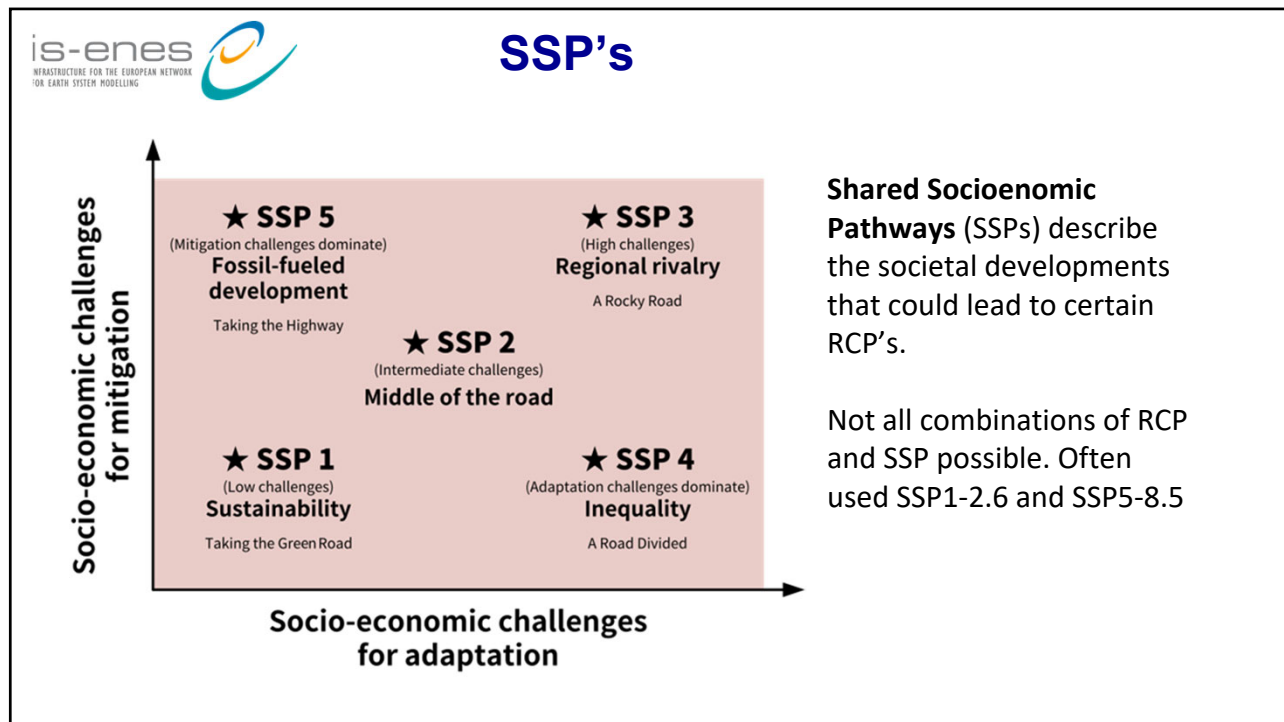 is-enes
INFRASTRUCTURE FOR THE EUROPEAN NETWORK
FOR EARTH SYSTEM MODELLING
SSP's
Socio-economic challenges
for mitigation
★ SSP 5
(Mitigation challenges dominate)
Fossil-fueled
development
Taking the Highway
★ SSP 3
(High challenges)
Regional rivalry
A Rocky Road
★ SSP 2
(Intermediate challenges)
Middle of the road
★ SSP 1
(Low challenges)
Sustainability
Taking the Green Road
★ SSP 4
(Adaptation challenges dominate)
Inequality
A Road Divided
Socio-economic challenges
for adaptation
Shared Socioenomic
Pathways (SSPs) describe
the societal developments
that could lead to certain
RCP's.
Not all combinations of RCP
and SSP possible. Often
used SSP1-2.6 and SSP5-8.5